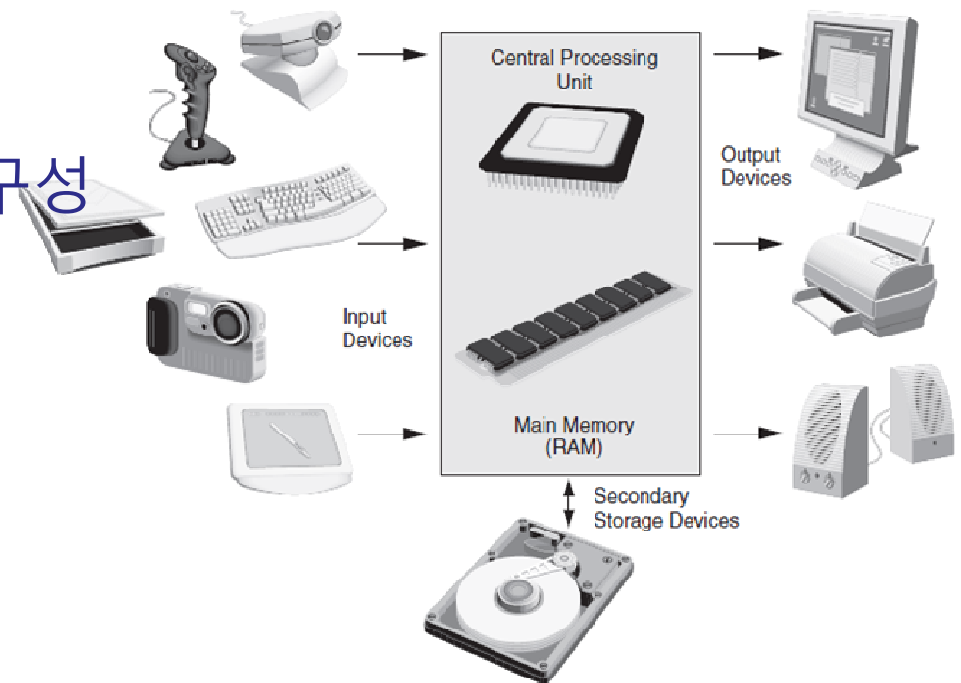 Central Processing
Unit
Output
Devices
구성
Input
Devices
Main Memory
(RAM)
Secondary
Storage Devices